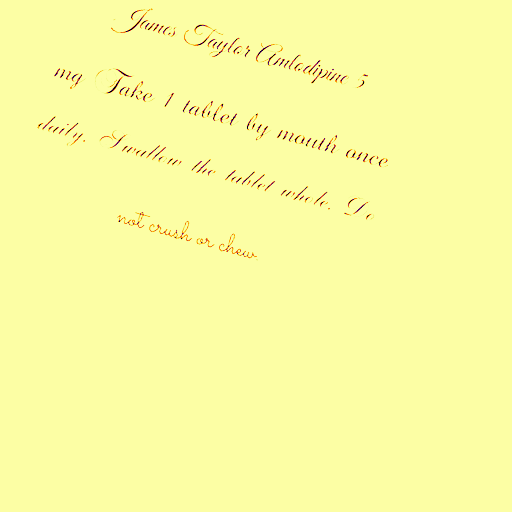 James Taylor Amlodipine 5
mg Take 1 tablet by mouth once
daily. Swallow the tablet whole. Do
not crush or chew